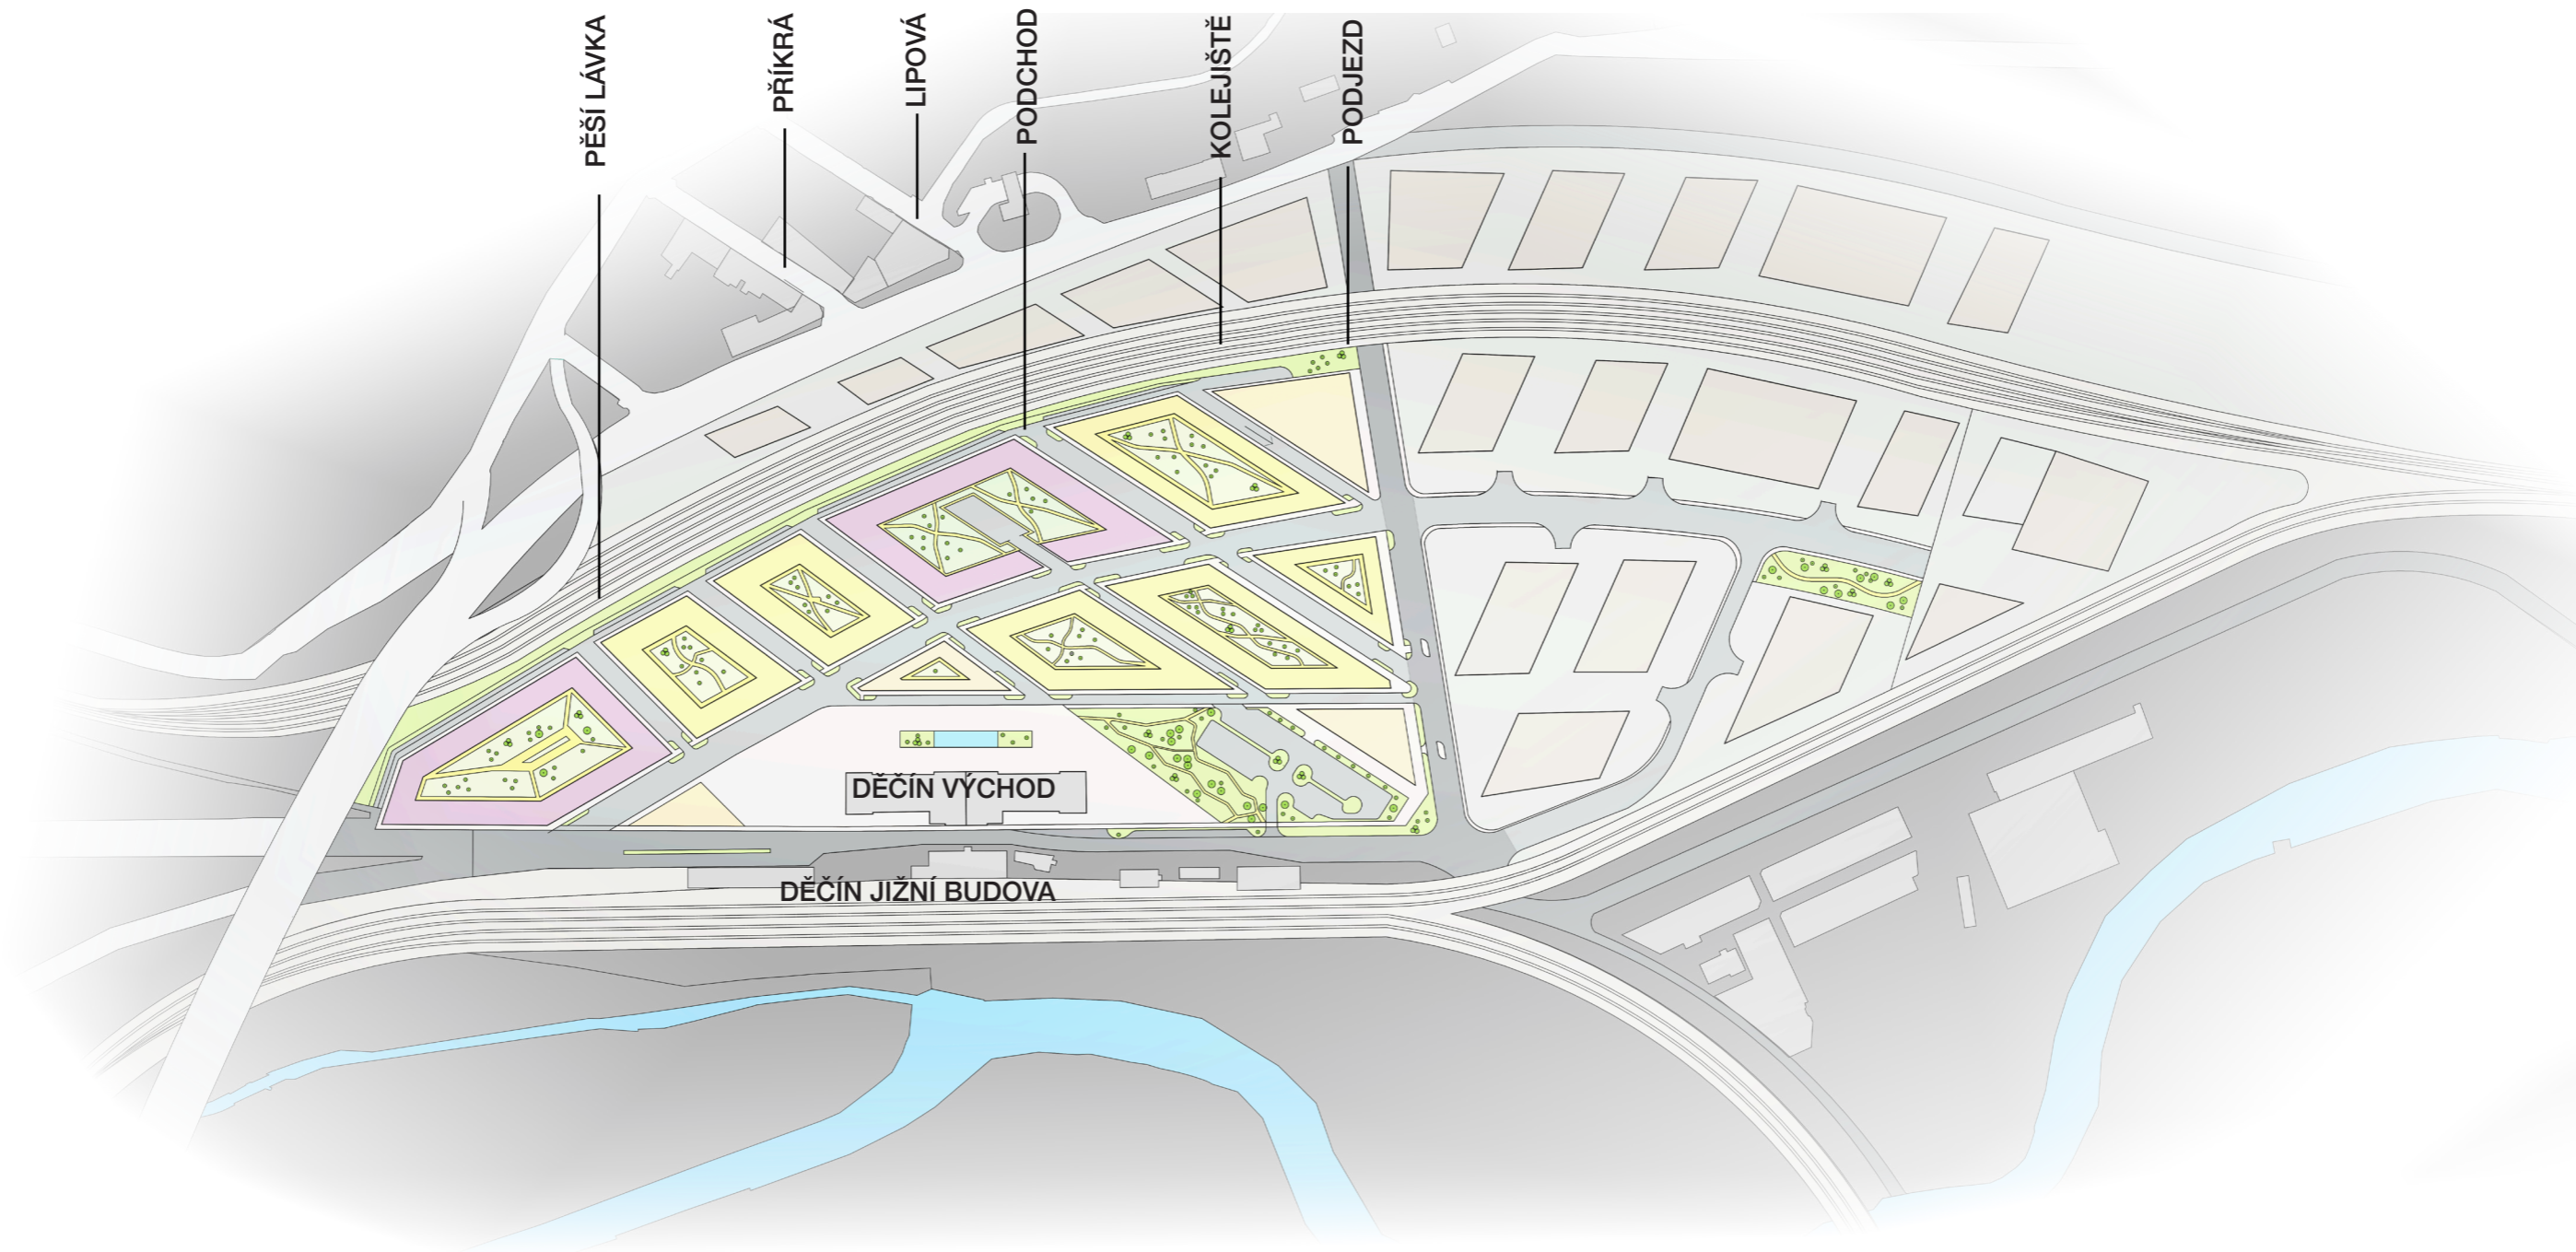 PĚŠÍ LÁVKA
PŘÍKRÁ
LIPOVÁ
PODCHOD
KOLEJIŠTĚ
PODJEZD
DĚČÍN VÝCHOD
DĚČÍN JIŽNÍ BUDOVA